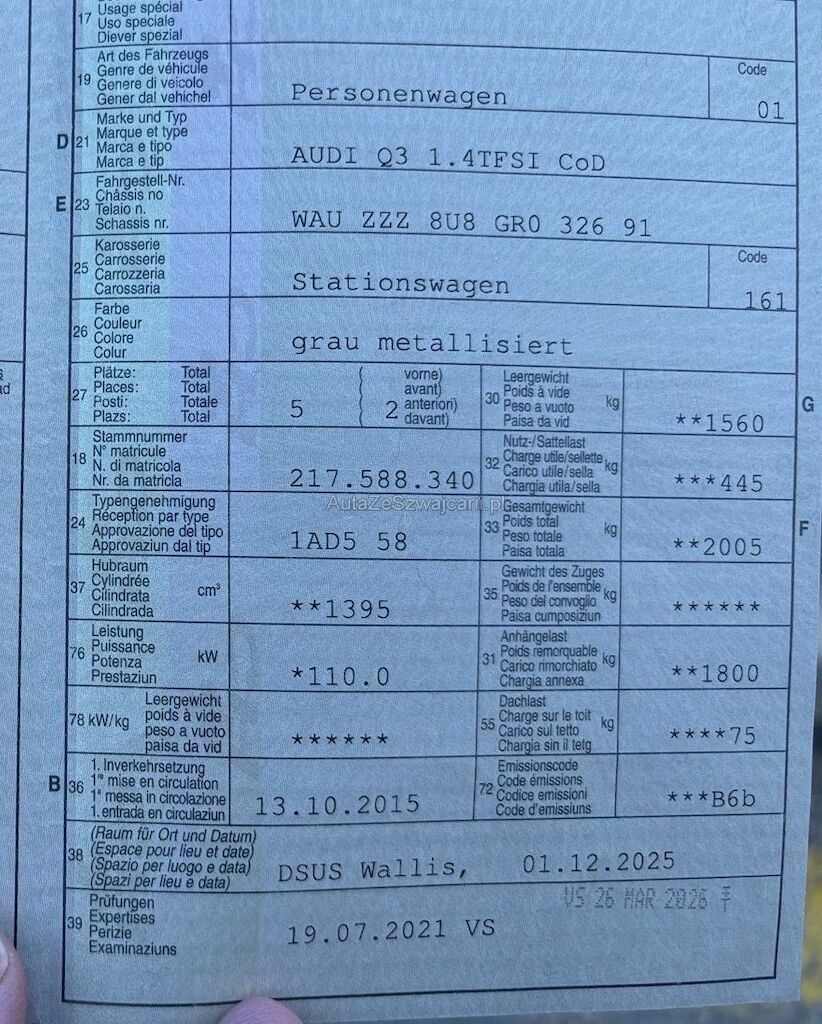 17 Usage spécial
Uso speciale
Diever spezial
19 Art des Fahrzeugs
Genre de véhicule
Genere di veicolo
Gener dal vehichel
Personenwagen
Code
01
D 21 Marke und Typ
Marque et type
Marca e tipo
Marca e tip
AUDI Q3 1.4TFSI CoD
E 23 Fahrgestell-Nr.
Châssis no
Telaio n.
Schassis nr.
WAU ZZZ 8U8 GR0 326 91
25 Karosserie
Carrosserie
Carrozzeria
Carossaria
Stationswagen
Code
161
26 Farbe
Couleur
Colore
Colur
grau metallisiert
27 Plätze: Total
Places: Total
Posti: Totale
Plazs: Total
5
( vorne)
avant)
2 anteriori)
( davant)
30 Leergewicht
Poids à vide
Peso a vuoto
Paisa da vid
kg
**1560
G
18 Stammnummer
N° matricule
N. di matricola
Nr. da matricla
217.588.340
32 Nutz-/Sattellast
Charge utile/sellette
Carico utile/sella
Chargia utila/sella
kg
***445
AutaZeSzwajcarii.pl
24 Typengenehmigung
Réception par type
Approvazione del tipo
Approvaziun dal tip
1AD5 58
33 Gesamtgewicht
Poids total
Peso totale
Paisa totala
kg
**2005
F
37 Hubraum
Cylindrée
Cilindrata
Cilindrada
cm³
**1395
35 Gewicht des Zuges
Poids de l'ensemble
Peso del convoglio
Paisa cumposiziun
kg
******
76 Leistung
Puissance
Potenza
Prestaziun
kW
*110.0
31 Anhängelast
Poids remorquable
Carico rimorchiato
Chargia annexa
kg
**1800
78 kW/kg
Leergewicht
poids à vide
peso a vuoto
paisa da vid
******
55 Dachlast
Charge sur le toit
Carico sul tetto
Chargia sin il tetg
kg
****75
B 36 1. Inverkehrsetzung
1re mise en circulation
1a messa in circolazione
1. entrada en circulaziun
13.10.2015
72 Emissionscode
Code émissions
Codice emissioni
Code d'emissiuns
***B6b
38 (Raum für Ort und Datum)
(Espace pour lieu et date)
(Spazio per luogo e data)
(Spazi per lieu e data)
DSUS Wallis, 01.12.2025
VS 26 MAR 2026
39 Prüfungen
Expertises
Perizie
Examinaziuns
19.07.2021 VS